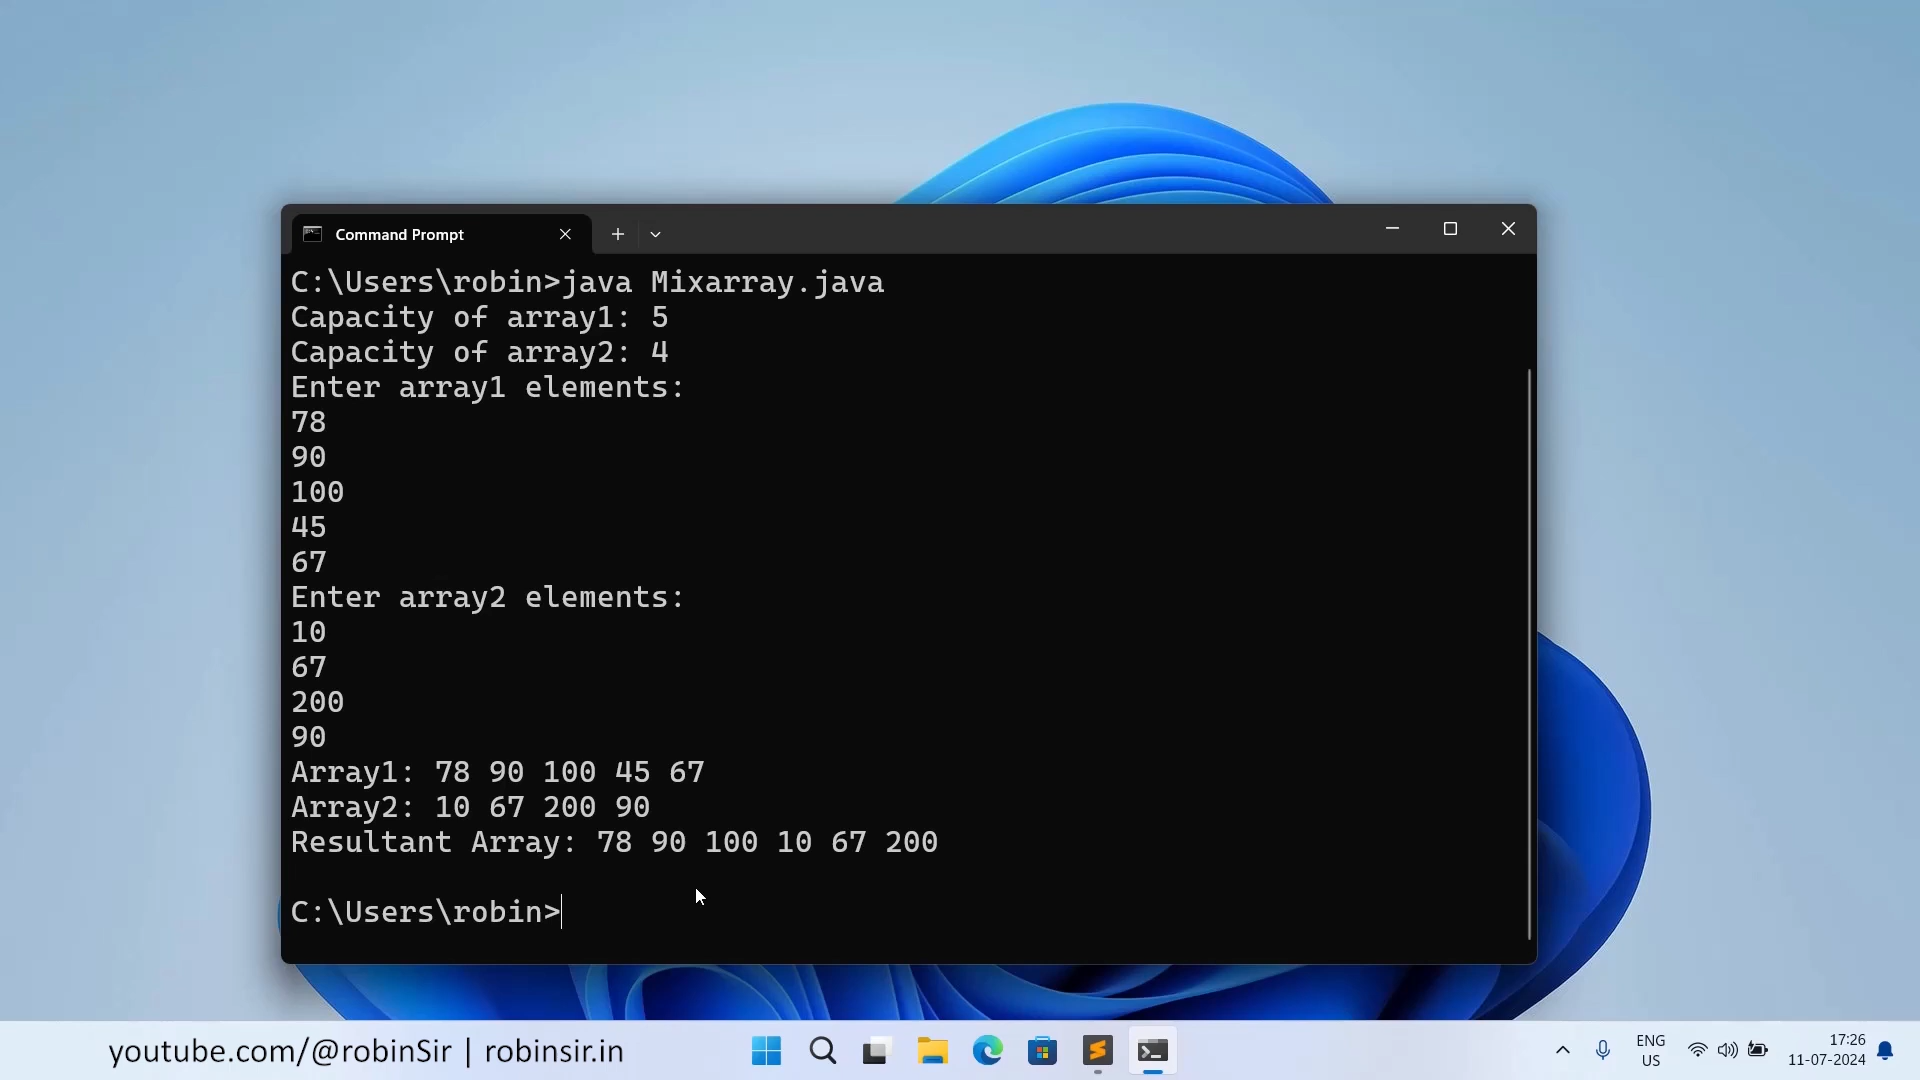 Command Prompt
C:\Users\robin>java Mixarray.java
Capacity of array1: 5
Capacity of array2: 4
Enter array1 elements:
78
90
100
45
67
Enter array2 elements:
10
67
200
90
Array1: 78 90 100 45 67
Array2: 10 67 200 90
Resultant Array: 78 90 100 10 67 200
C:\Users\robin>
youtube.com/@robinSir | robinsir.in
ENG
US
17:26
11-07-2024